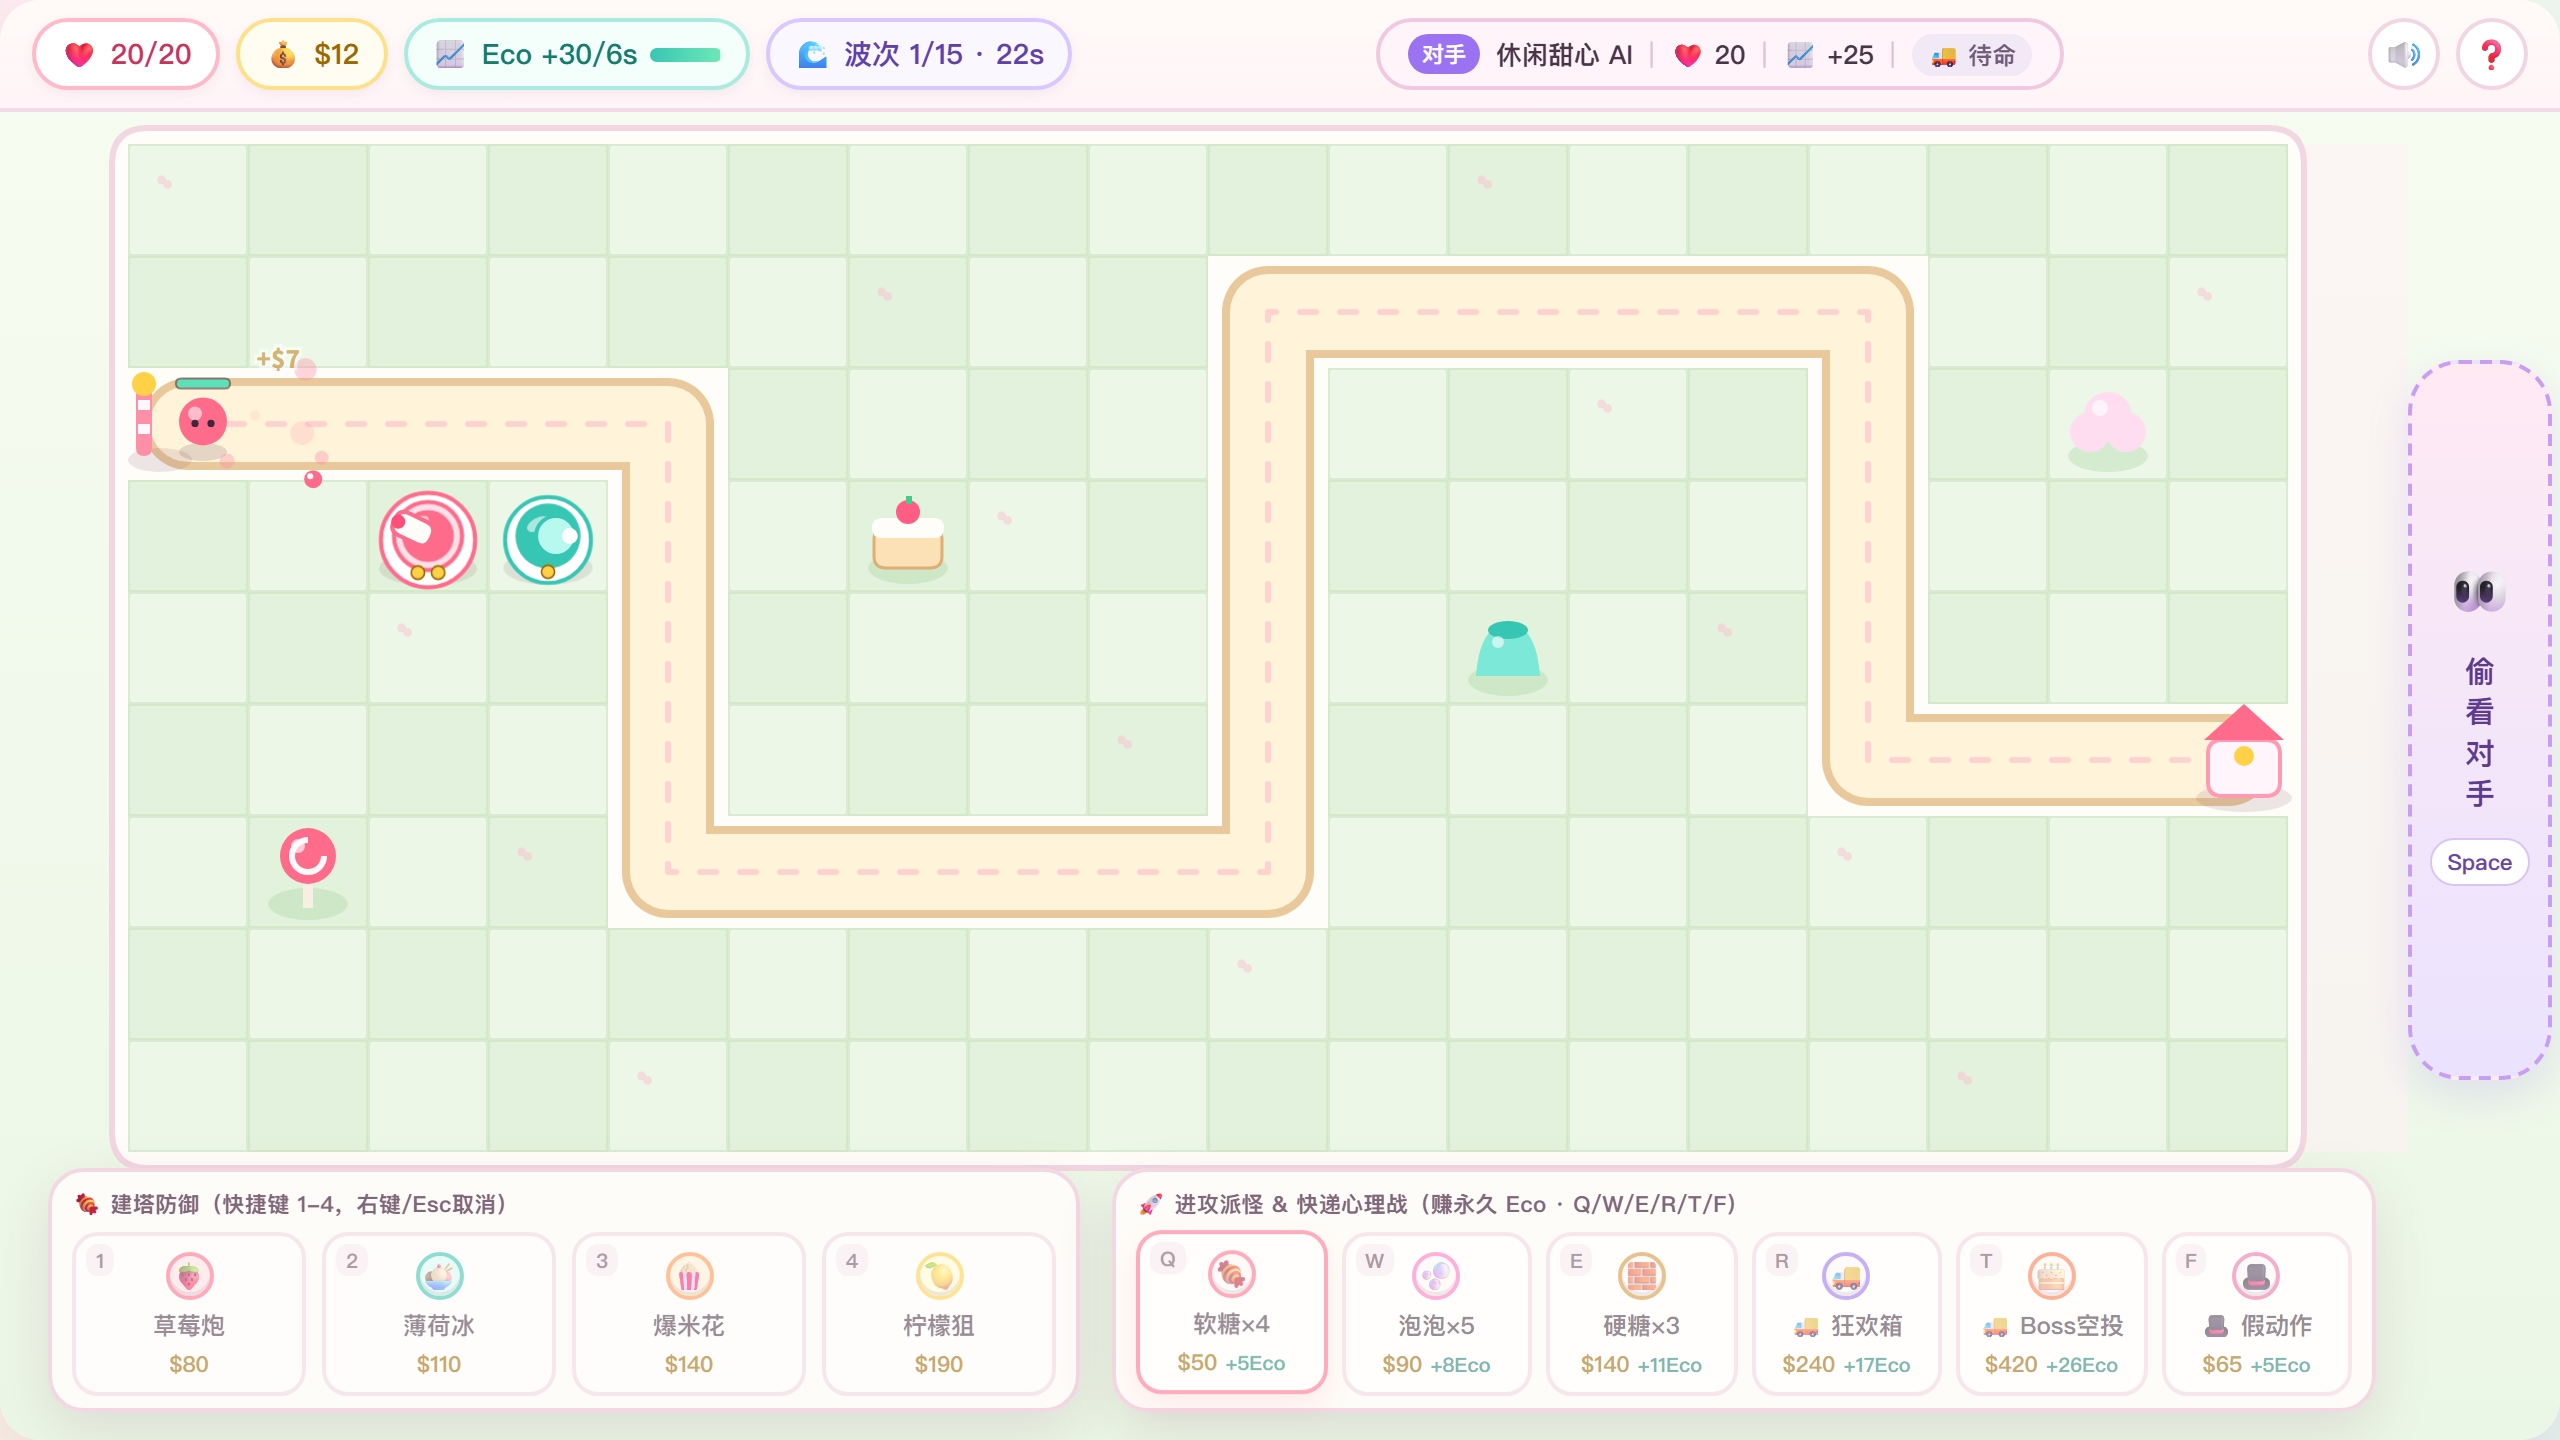 20/20
$12
Eco +30/6s
波次 1/15 · 22s
对手 休闲甜心 AI 20 +25 待命
+$7
偷看对手
Space
建塔防御（快捷键 1–4，右键/Esc取消）
1
草莓炮
$80
2
薄荷冰
$110
3
爆米花
$140
4
柠檬狙
$190
进攻派怪 & 快递心理战（赚永久 Eco · Q/W/E/R/T/F）
Q
软糖×4
$50 +5Eco
W
泡泡×5
$90 +8Eco
E
硬糖×3
$140 +11Eco
R
狂欢箱
$240 +17Eco
T
Boss空投
$420 +26Eco
F
假动作
$65 +5Eco